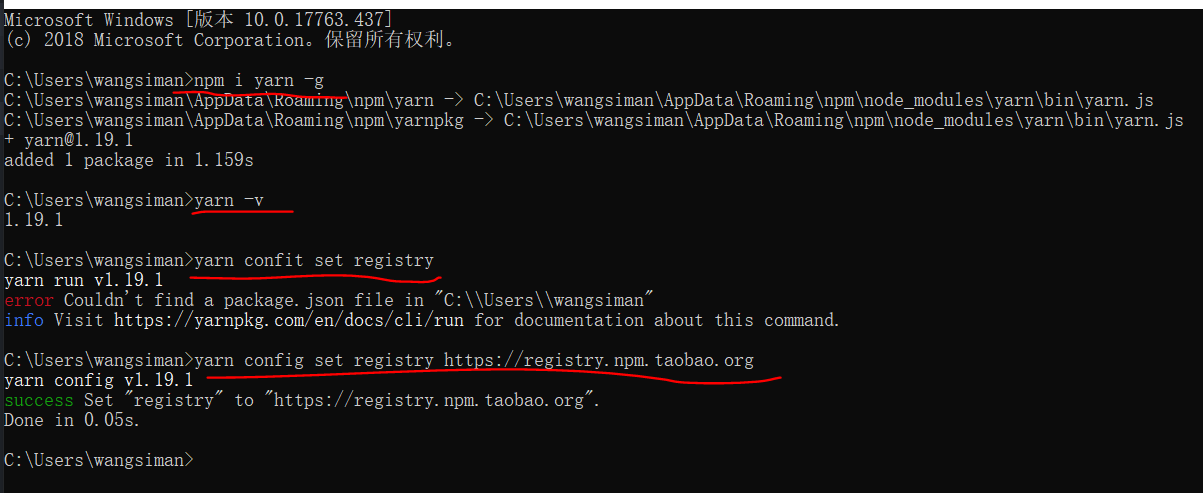 Microsoft Windows [版本 10.0.17763.437]
(c) 2018 Microsoft Corporation。保留所有权利。
C:\Users\wangsiman>npm i yarn -g
C:\Users\wangsiman\AppData\Roaming\npm\yarn -> C:\Users\wangsiman\AppData\Roaming\npm\node_modules\yarn\bin\yarn.js
C:\Users\wangsiman\AppData\Roaming\npm\yarnpkg -> C:\Users\wangsiman\AppData\Roaming\npm\node_modules\yarn\bin\yarn.js
+ yarn@1.19.1
added 1 package in 1.159s
C:\Users\wangsiman>yarn -v
1.19.1
C:\Users\wangsiman>yarn confit set registry
yarn run v1.19.1
error Couldn't find a package.json file in "C:\\Users\\wangsiman"
info Visit https://yarnpkg.com/en/docs/cli/run for documentation about this command.
C:\Users\wangsiman>yarn config set registry https://registry.npm.taobao.org
yarn config v1.19.1
success Set "registry" to "https://registry.npm.taobao.org".
Done in 0.05s.
C:\Users\wangsiman>